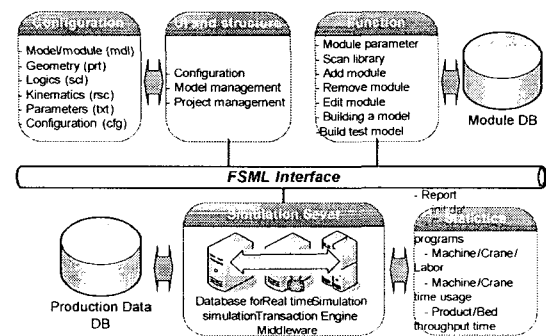 Configuration
Model/module (mdl)
Geometry (prt)
Logics (scl)
Kinematics (rsc)
Parameters (txt)
Configuration (cfg)
structure
- Configuration
- Model management
- Project management
Function
- Module parameter
- Scan library
- Add module
- Remove module
- Edit module
- Building a model
-Build test model
Module DB
FSML Interface
Production Data
DB
Simulation
Database for Real time Simulation
simulation Transaction Engine
Middleware
- Report
Statistics
programs
- Machine/Crane/
Labor
- Machine/Crane
time usage
- Product/Bed
throughput time